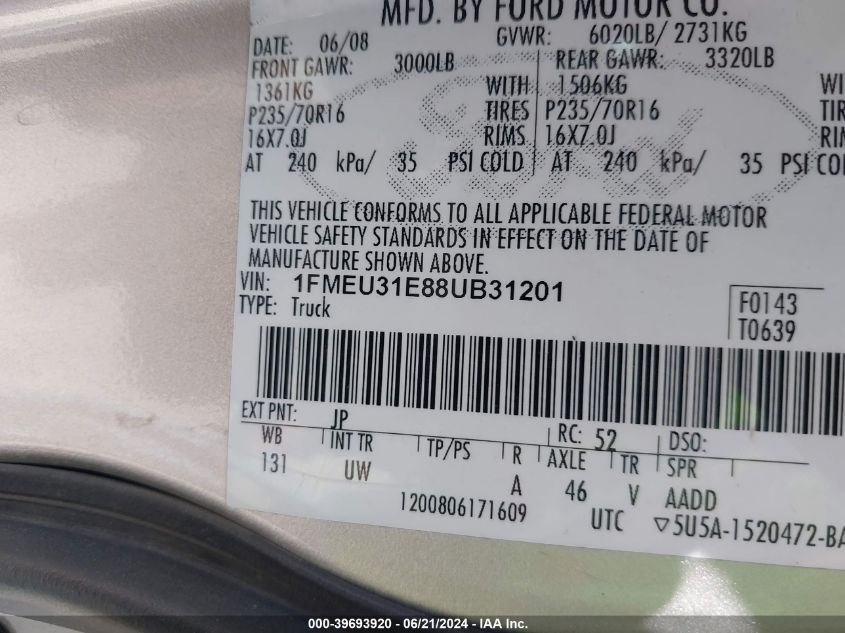 MFD. BY FORD MOTOR CO.
DATE: 06/08 GVWR: 6020LB/ 2731KG
FRONT GAWR: 3000LB REAR GAWR: 3320LB
1361KG WITH 1506KG
P235/70R16 TIRES P235/70R16
16X7.0J RIMS 16X7.0J
AT 240 kPa/ 35 PSI COLD AT 240 kPa/ 35 PSI
THIS VEHICLE CONFORMS TO ALL APPLICABLE FEDERAL MOTOR
VEHICLE SAFETY STANDARDS IN EFFECT ON THE DATE OF
MANUFACTURE SHOWN ABOVE.
VIN: 1FMEU31E88UB31201
TYPE: Truck
F0143
T0639
EXT PNT: JP RC: 52 DSO:
WB INT TR TP/PS R AXLE TR SPR
131 UW A 46 V AADD
1200806171609 UTC ▽5U5A-1520472-BA
000-39693920 / 06/21/2024 / IAA Inc.